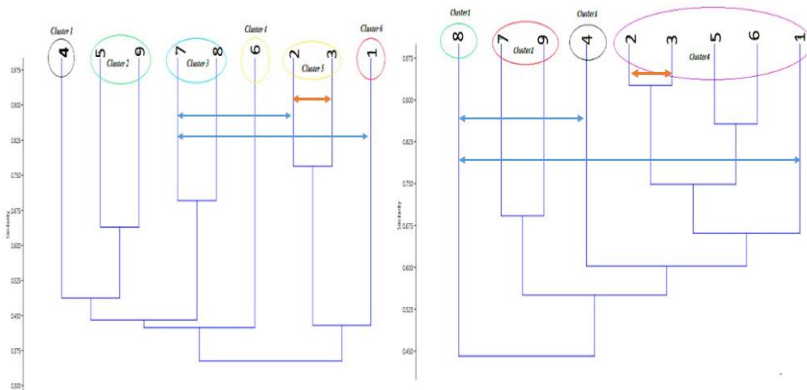 Cluster 1
Cluster 4
Cluster 6
4 5 9 7 8 6 2 3 1
Cluster 2
Cluster 3
Cluster 5
0.975
0.900
0.825
0.750
0.675
Similarity
0.600
0.525
0.450
0.375
0.300
Cluster1
Cluster3
8 7 9 4 2 3 5 6 1
Cluster2
Cluster4
0.975
0.900
0.825
0.750
Similarity
0.675
0.600
0.525
0.450